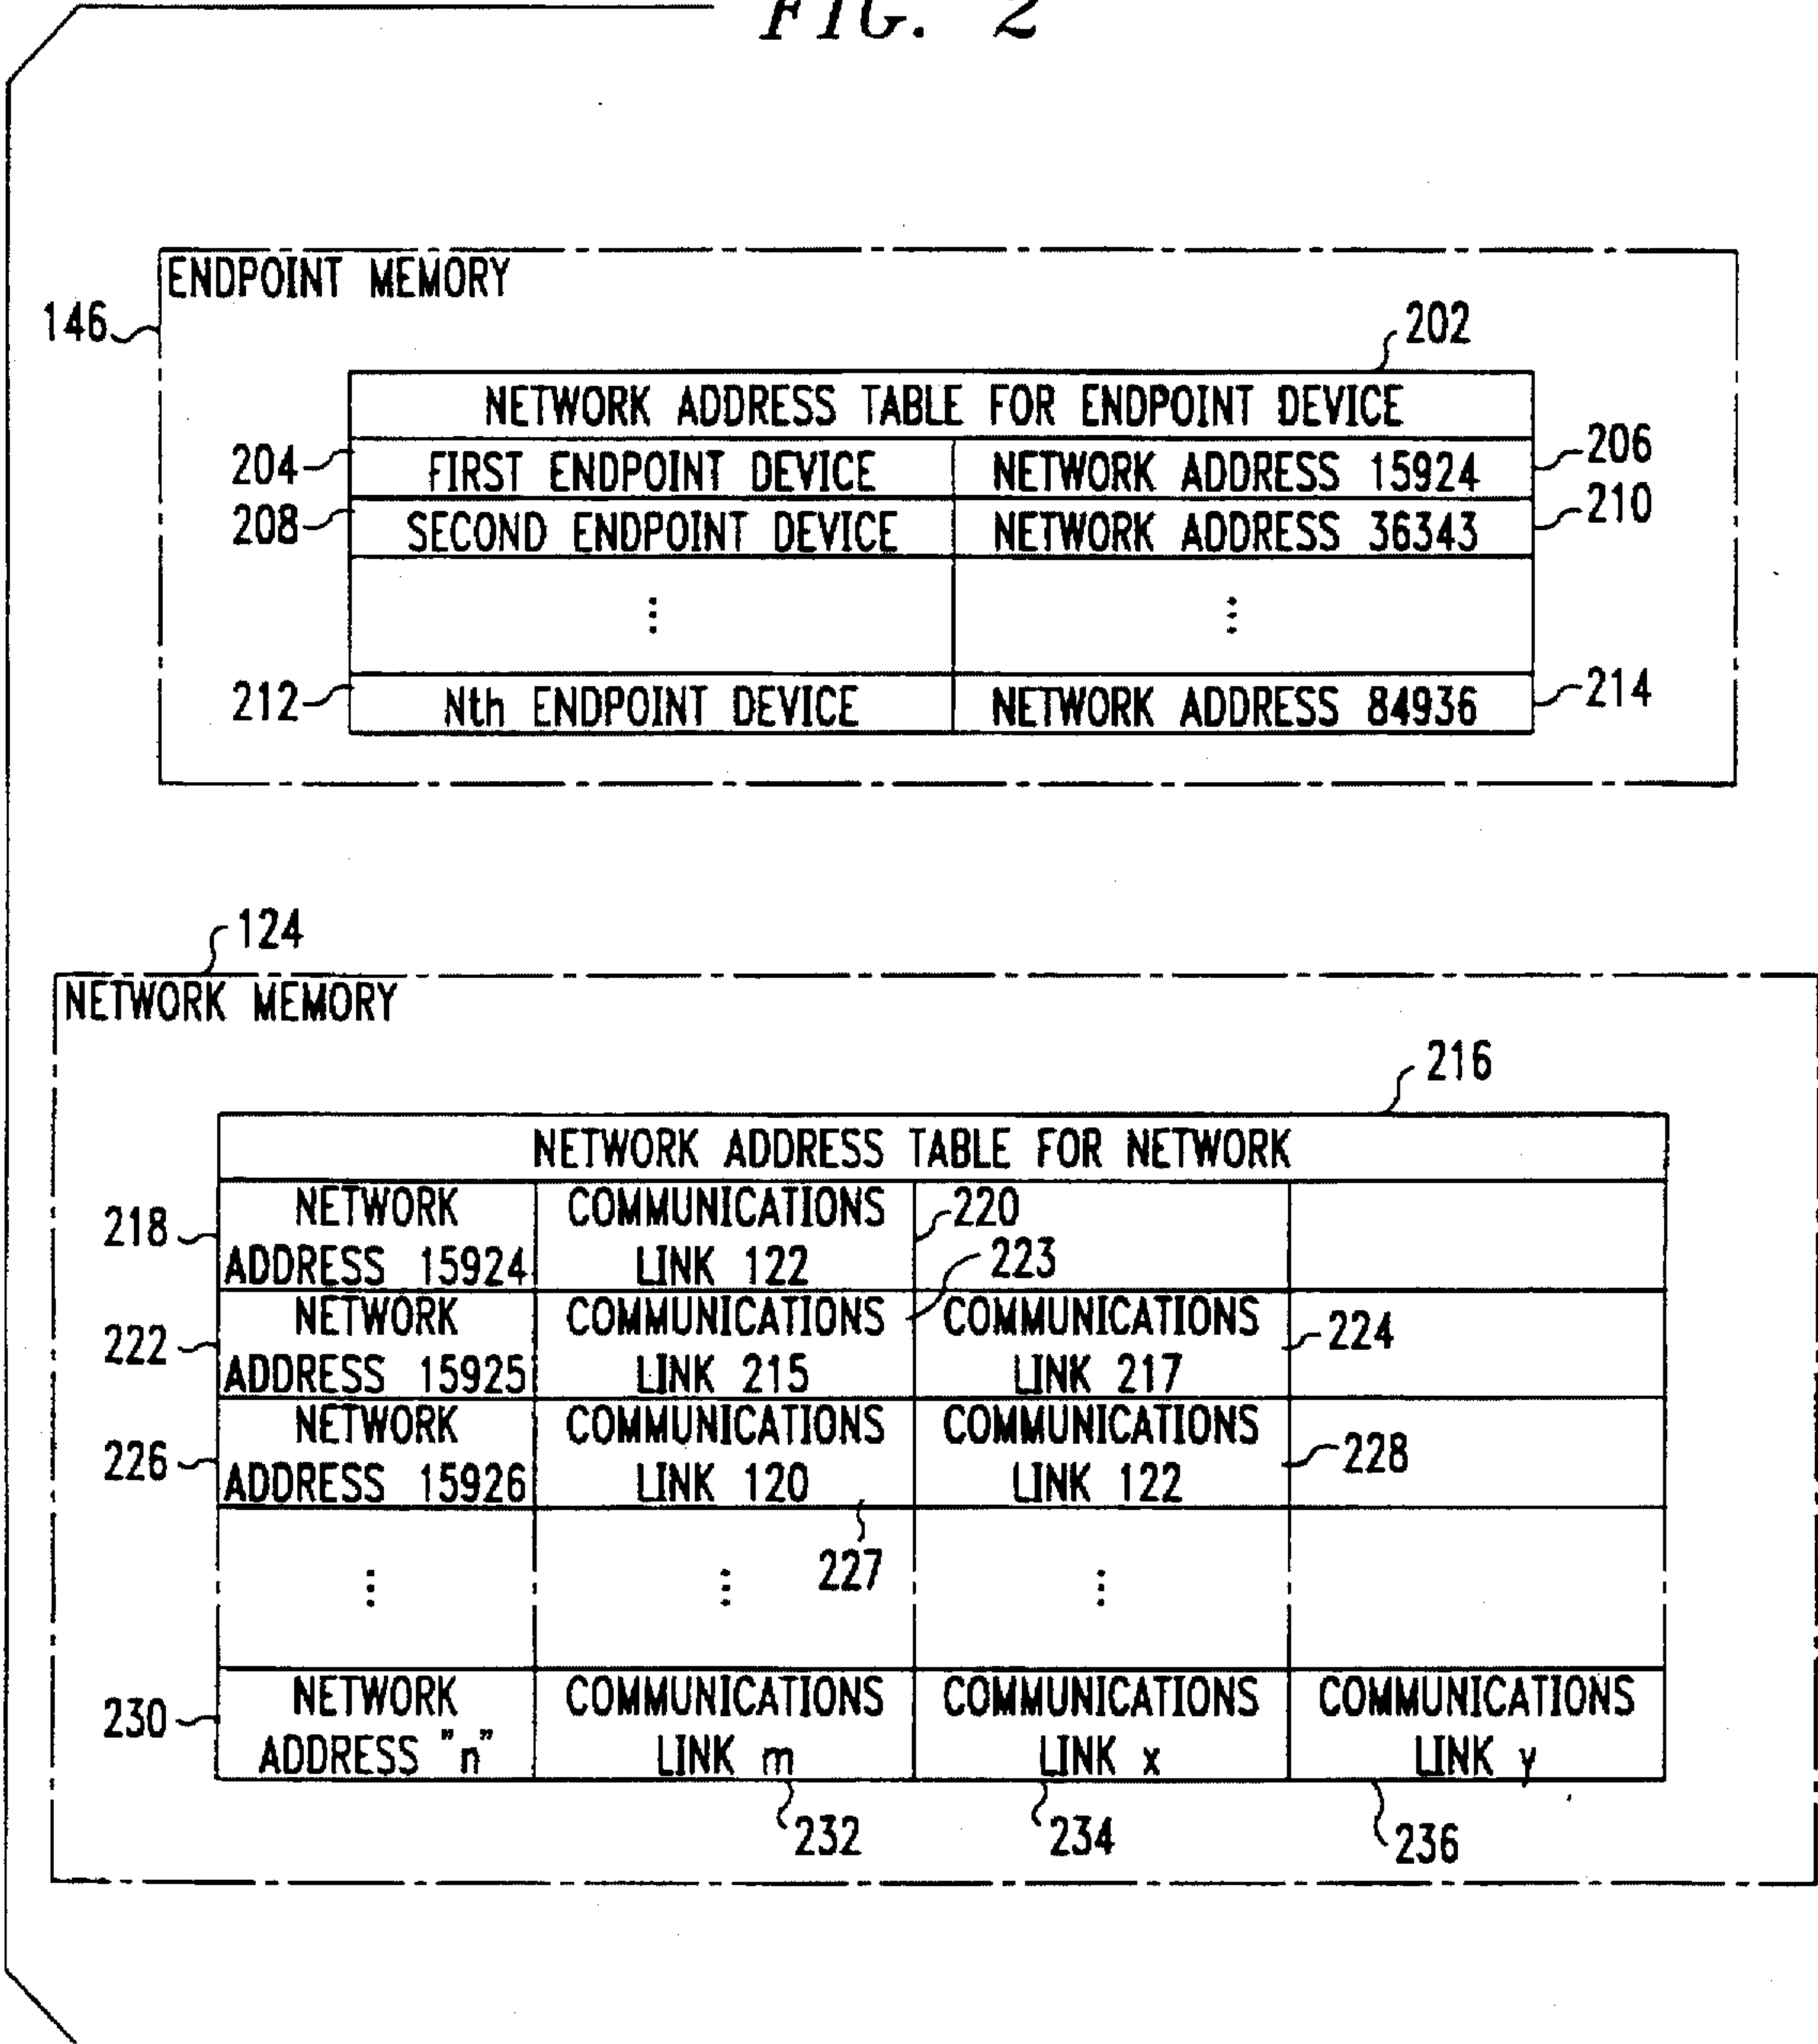 FIG. 2
ENDPOINT MEMORY
146
202
NETWORK ADDRESS TABLE FOR ENDPOINT DEVICE
204 FIRST ENDPOINT DEVICE NETWORK ADDRESS 15924 206
208 SECOND ENDPOINT DEVICE NETWORK ADDRESS 36343 210
⋮ ⋮
212 Nth ENDPOINT DEVICE NETWORK ADDRESS 84936 214
124
NETWORK MEMORY
216
NETWORK ADDRESS TABLE FOR NETWORK
218
NETWORK
ADDRESS 15924
COMMUNICATIONS
LINK 122
220
223
222
NETWORK
ADDRESS 15925
COMMUNICATIONS
LINK 215
COMMUNICATIONS
LINK 217
224
226
NETWORK
ADDRESS 15926
COMMUNICATIONS
LINK 120
COMMUNICATIONS
LINK 122
228
227
⋮ ⋮ ⋮
230
NETWORK
ADDRESS "n"
COMMUNICATIONS
LINK m
COMMUNICATIONS
LINK x
COMMUNICATIONS
LINK y
232
234
236